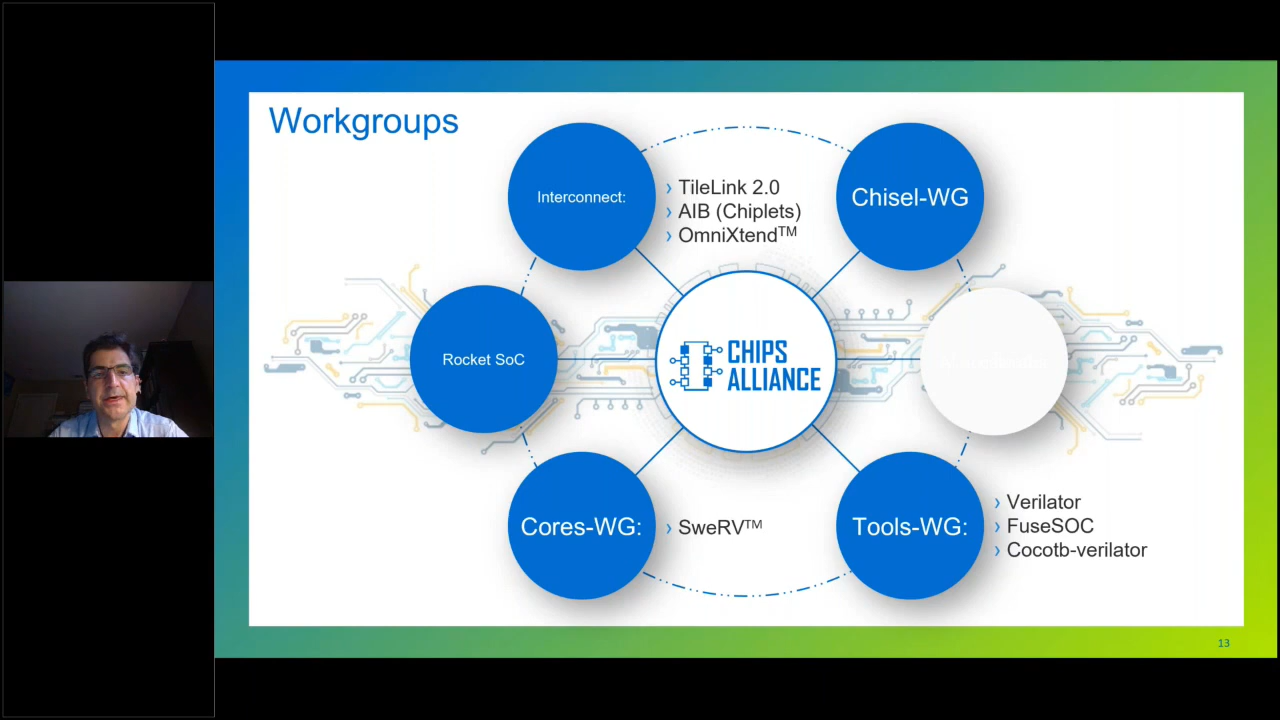 Workgroups
Interconnect:
› TileLink 2.0
› AIB (Chiplets)
› OmniXtend™
Chisel-WG
Rocket SoC
CHIPS
ALLIANCE
Cores-WG:
› SweRV™
Tools-WG:
› Verilator
› FuseSOC
› Cocotb-verilator
13